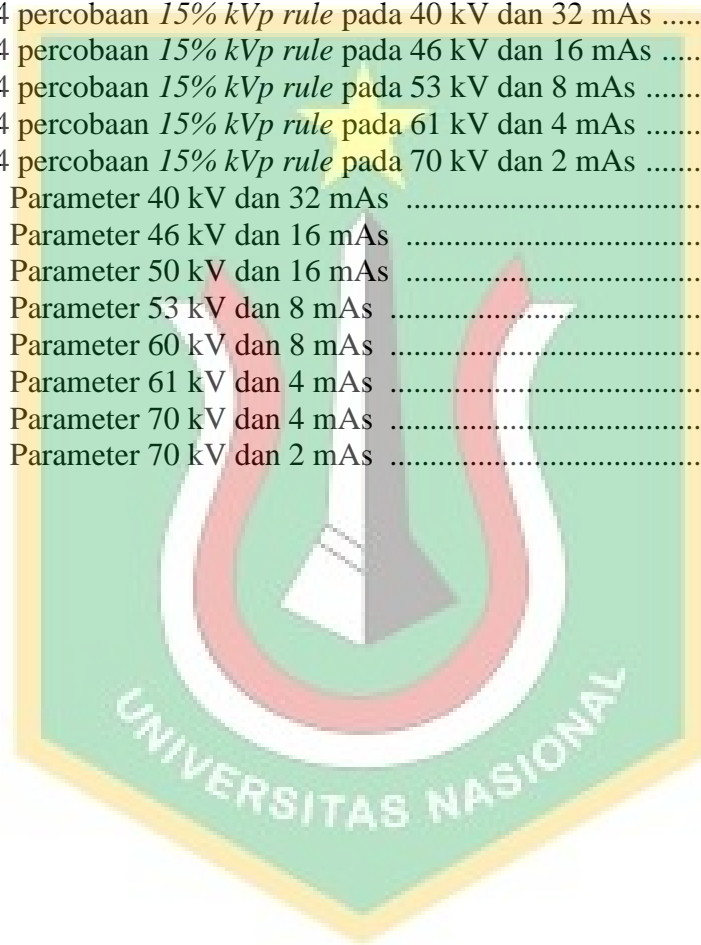 4 percobaan 15% kVp rule pada 40 kV dan 32 mAs .....
4 percobaan 15% kVp rule pada 46 kV dan 16 mAs .....
4 percobaan 15% kVp rule pada 53 kV dan 8 mAs .......
4 percobaan 15% kVp rule pada 61 kV dan 4 mAs .......
4 percobaan 15% kVp rule pada 70 kV dan 2 mAs .......
Parameter 40 kV dan 32 mAs ....................................
Parameter 46 kV dan 16 mAs ....................................
Parameter 50 kV dan 16 mAs ....................................
Parameter 53 kV dan 8 mAs ......................................
Parameter 60 kV dan 8 mAs ......................................
Parameter 61 kV dan 4 mAs ......................................
Parameter 70 kV dan 4 mAs ......................................
Parameter 70 kV dan 2 mAs ......................................
UNIVERSITAS NASIONAL